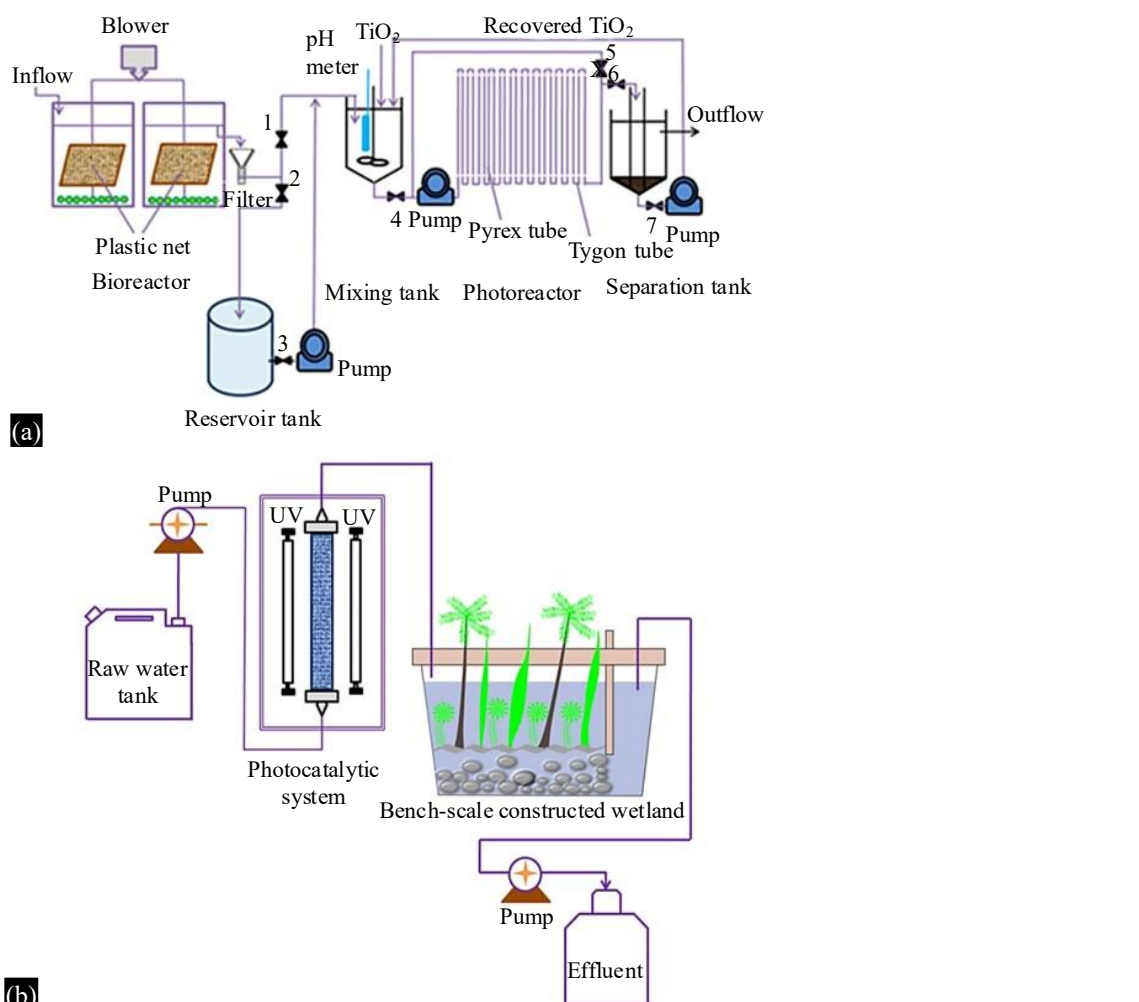 Blower
Inflow
pH
meter
TiO2
Recovered TiO2
5
6
1
2
Filter
Outflow
4 Pump
Pyrex tube
Tygon tube
7
Pump
Plastic net
Bioreactor
Mixing tank
Photoreactor
Separation tank
3
Pump
Reservoir tank
(a)
Pump
UV
UV
Raw water
tank
Photocatalytic
system
Bench-scale constructed wetland
Pump
Effluent
(b)